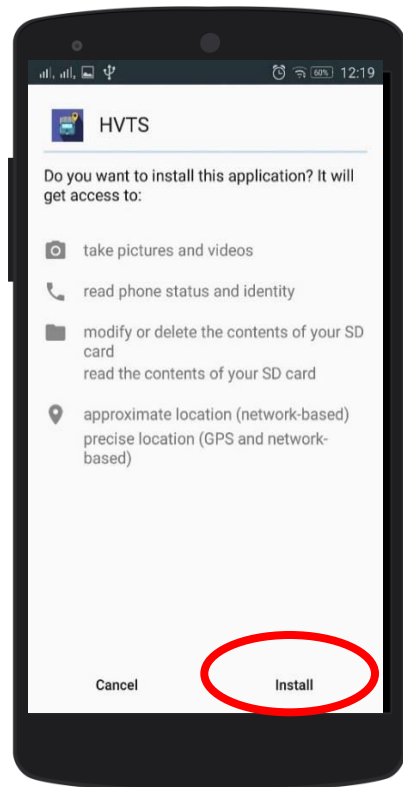 60% 12:19
HVTS
Do you want to install this application? It will
get access to:
take pictures and videos
read phone status and identity
modify or delete the contents of your SD
card
read the contents of your SD card
approximate location (network-based)
precise location (GPS and network-
based)
Cancel Install